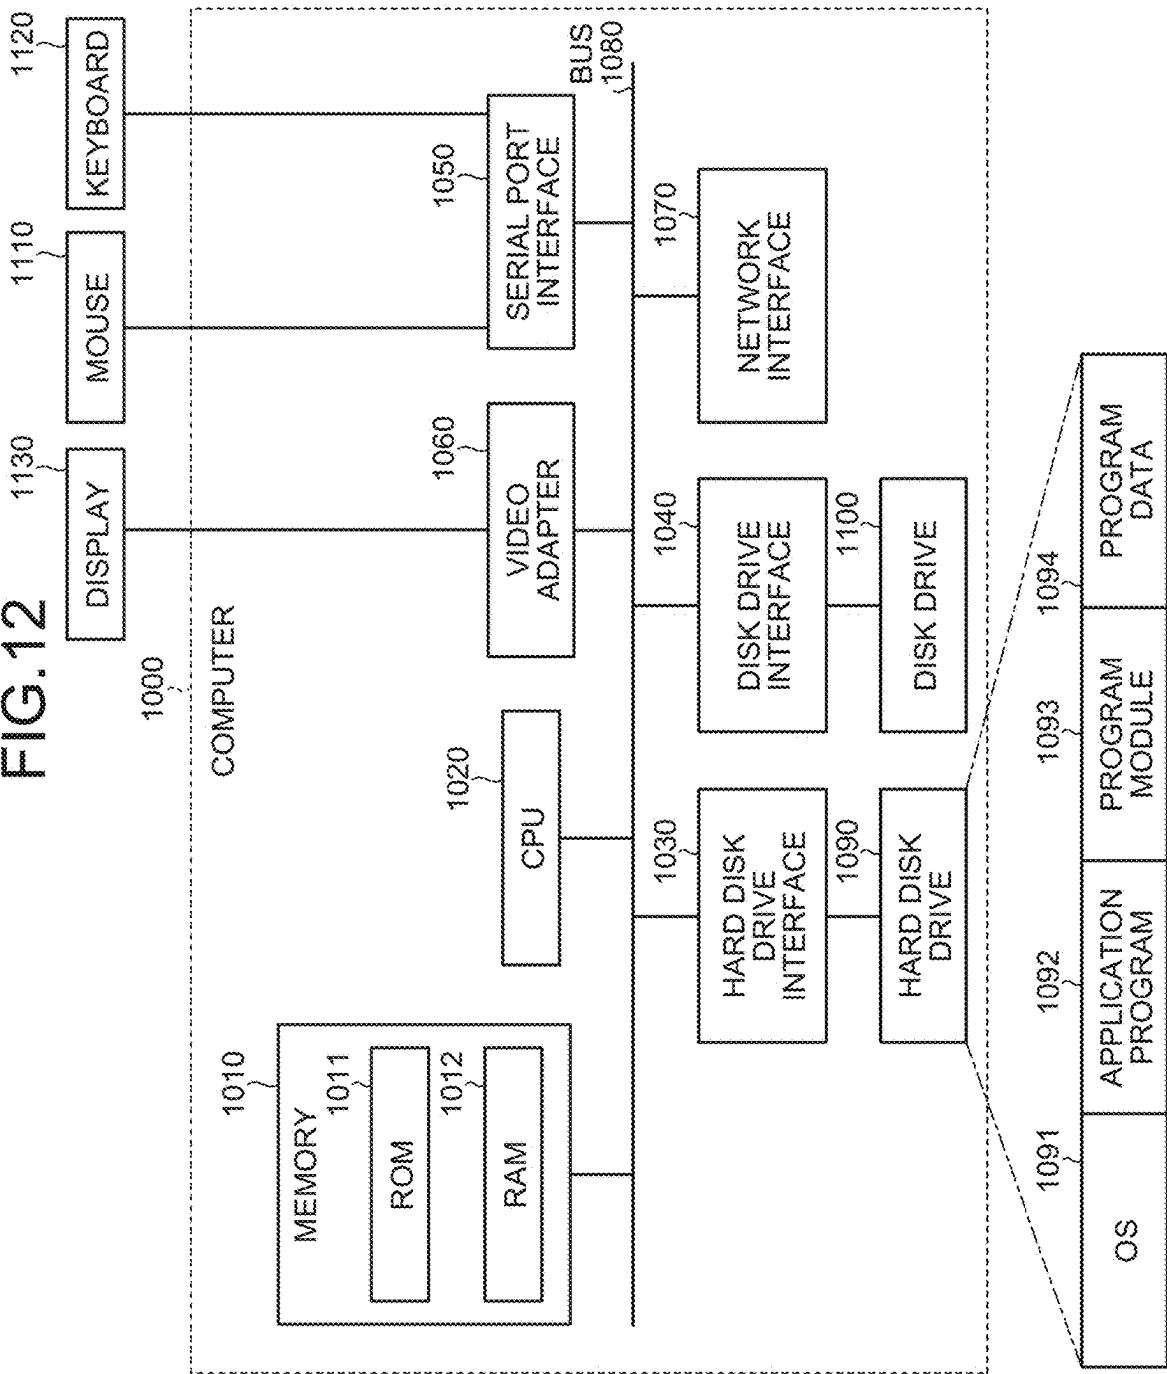 FIG.12
1000
COMPUTER
1010
MEMORY
1011
ROM
1012
RAM
1020
CPU
1130
DISPLAY
1110
MOUSE
1120
KEYBOARD
1060
VIDEO
ADAPTER
1050
SERIAL PORT
INTERFACE
BUS
1080
1030
HARD DISK
DRIVE
INTERFACE
1040
DISK DRIVE
INTERFACE
1070
NETWORK
INTERFACE
1090
HARD DISK
DRIVE
1100
DISK DRIVE
1091
OS
1092
APPLICATION
PROGRAM
1093
PROGRAM
MODULE
1094
PROGRAM
DATA